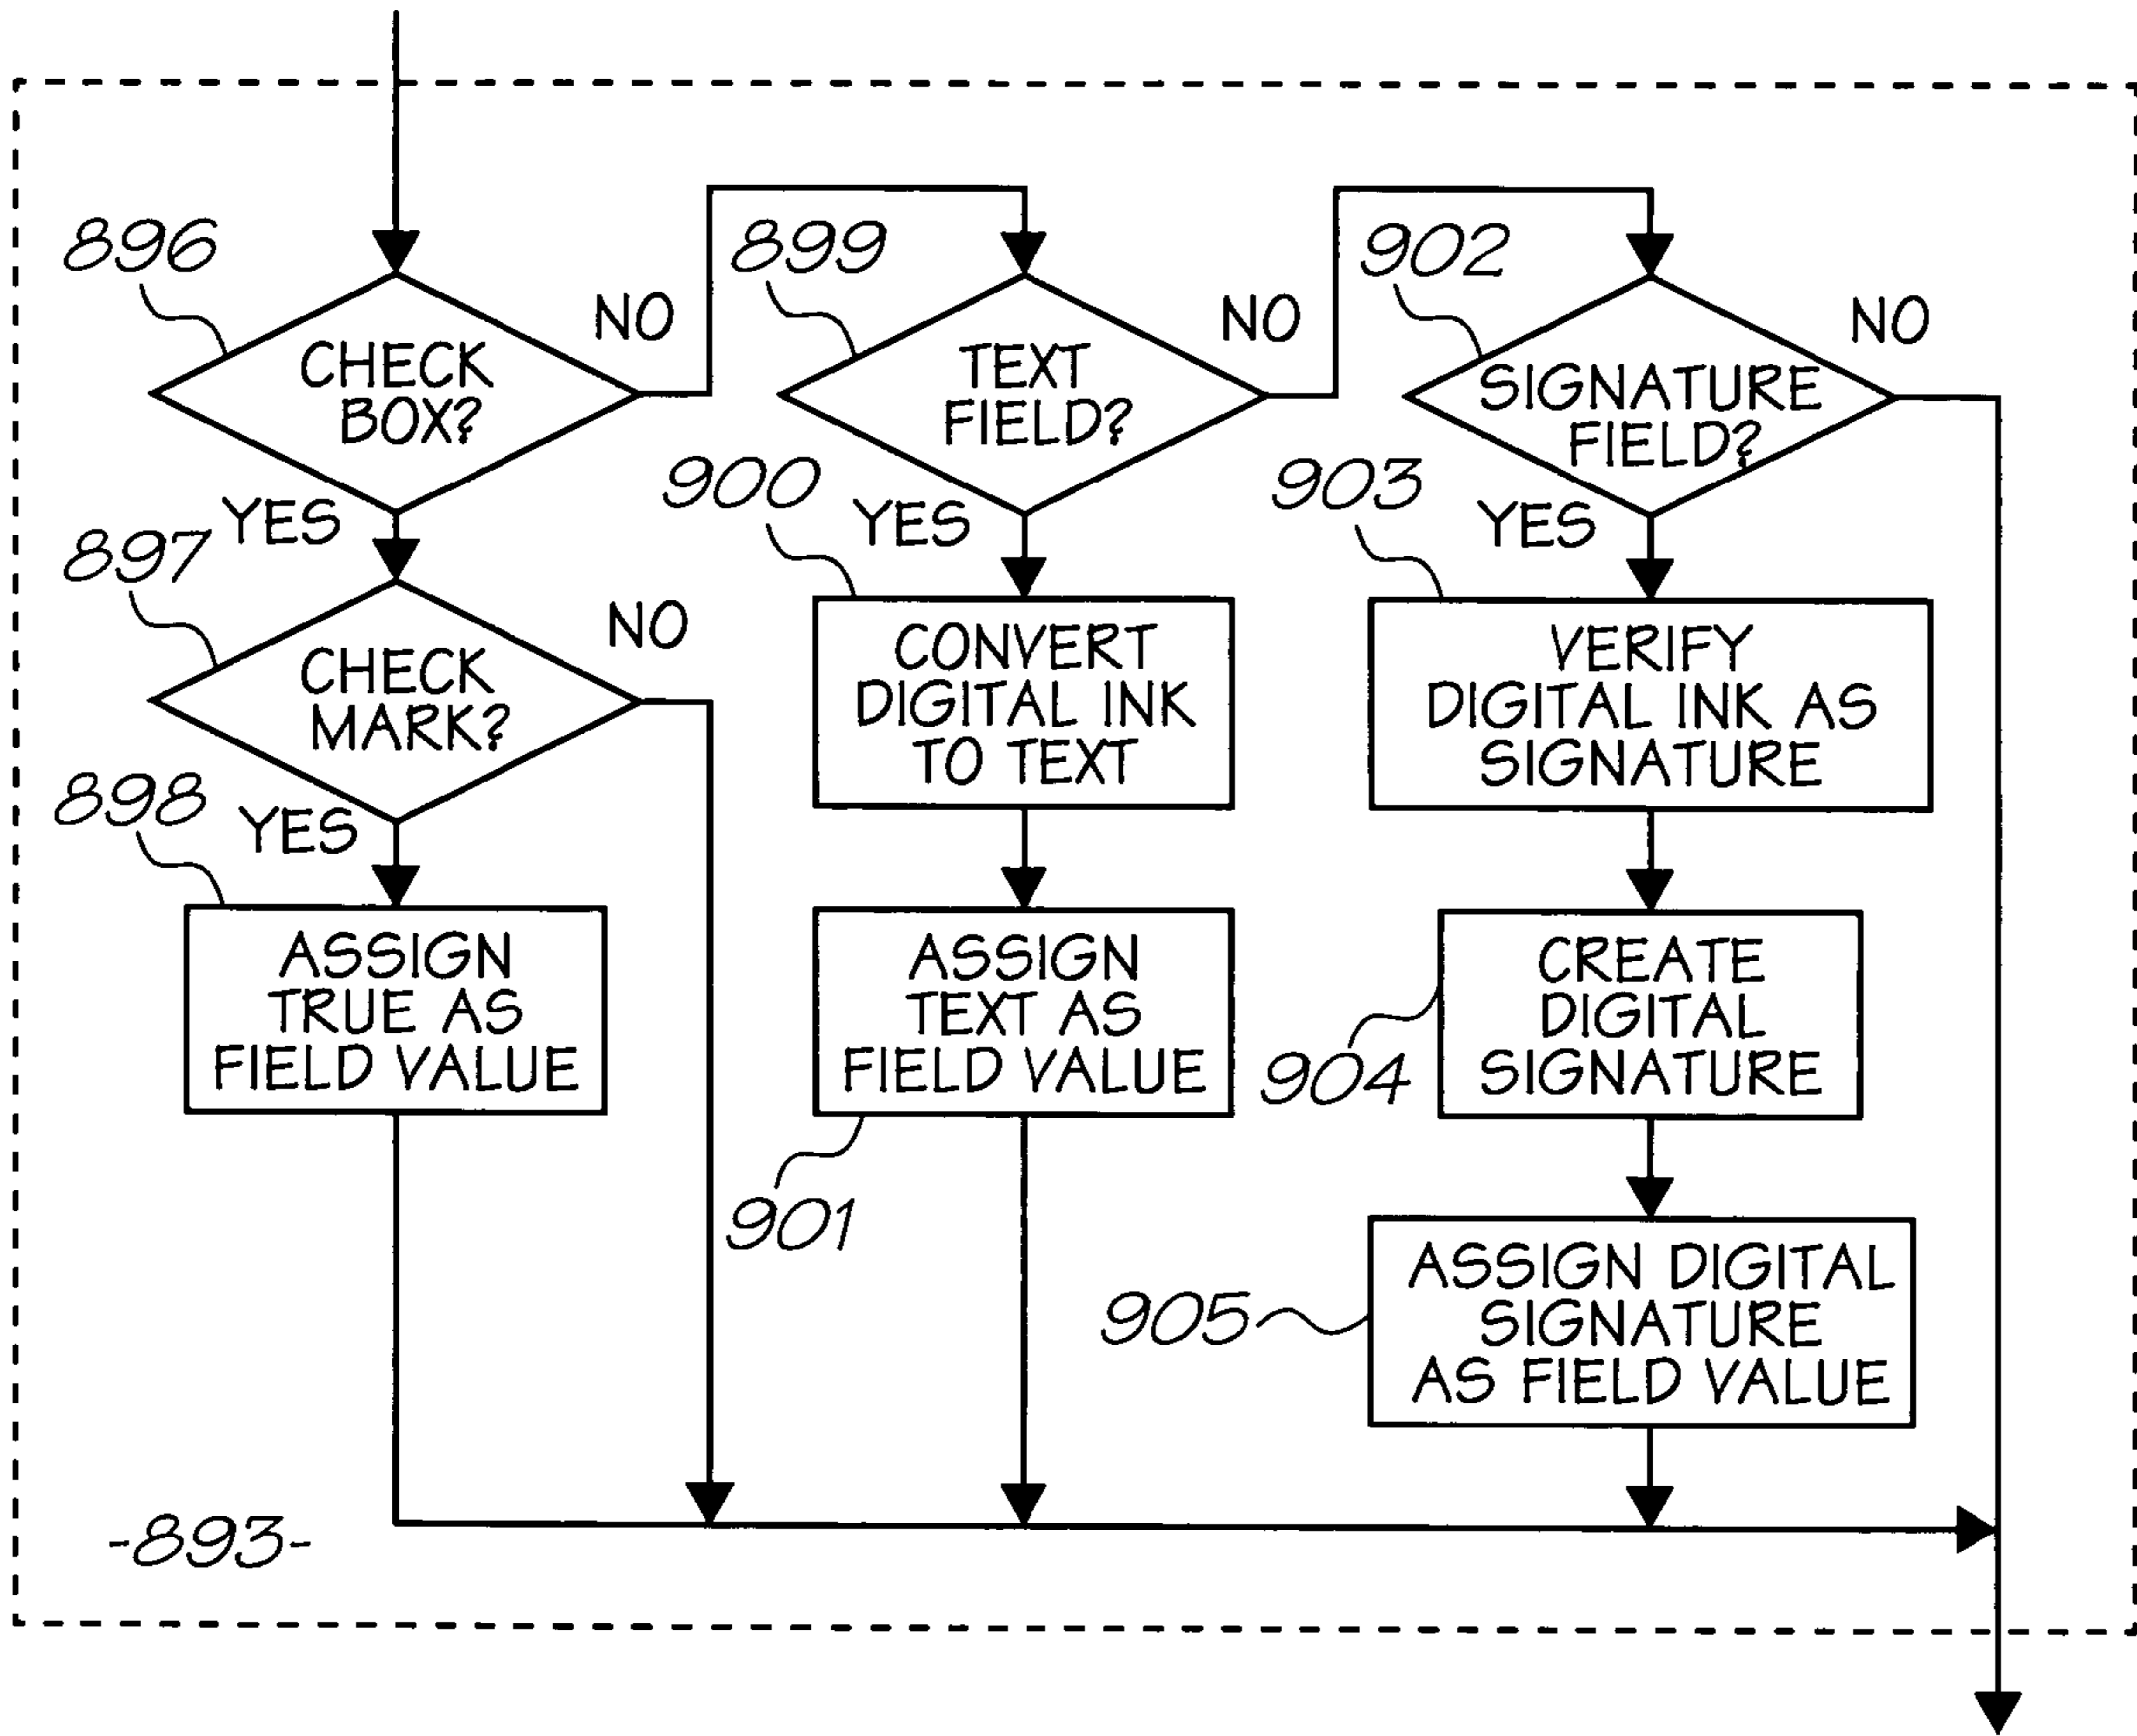 896
CHECK
BOX?
NO
YES
897
CHECK
MARK?
NO
YES
898
ASSIGN
TRUE AS
FIELD VALUE
899
TEXT
FIELD?
NO
YES
900
CONVERT
DIGITAL INK
TO TEXT
ASSIGN
TEXT AS
FIELD VALUE
901
902
SIGNATURE
FIELD?
NO
YES
903
VERIFY
DIGITAL INK AS
SIGNATURE
CREATE
DIGITAL
SIGNATURE
904
ASSIGN DIGITAL
SIGNATURE
AS FIELD VALUE
905
-893-